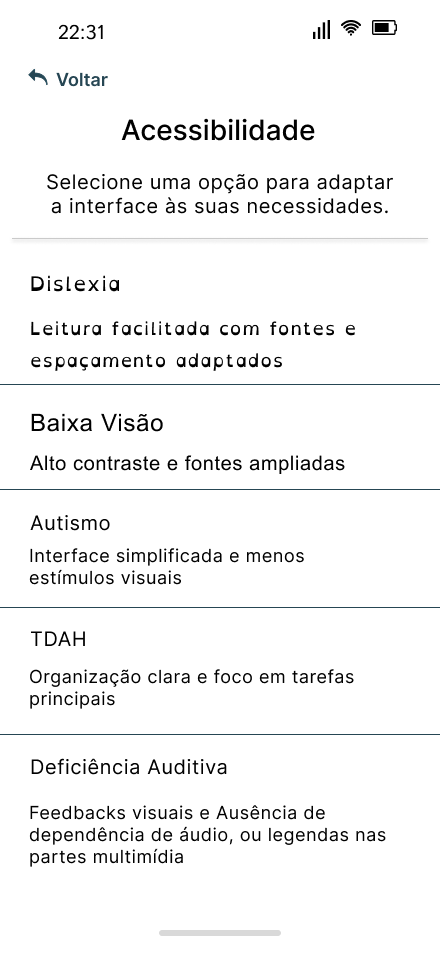 22:31
Voltar
Acessibilidade
Selecione uma opção para adaptar
a interface às suas necessidades.
Dislexia
Leitura facilitada com fontes e
espaçamento adaptados
Baixa Visão
Alto contraste e fontes ampliadas
Autismo
Interface simplificada e menos
estímulos visuais
TDAH
Organização clara e foco em tarefas
principais
Deficiência Auditiva
Feedbacks visuais e Ausência de
dependência de áudio, ou legendas nas
partes multimídia